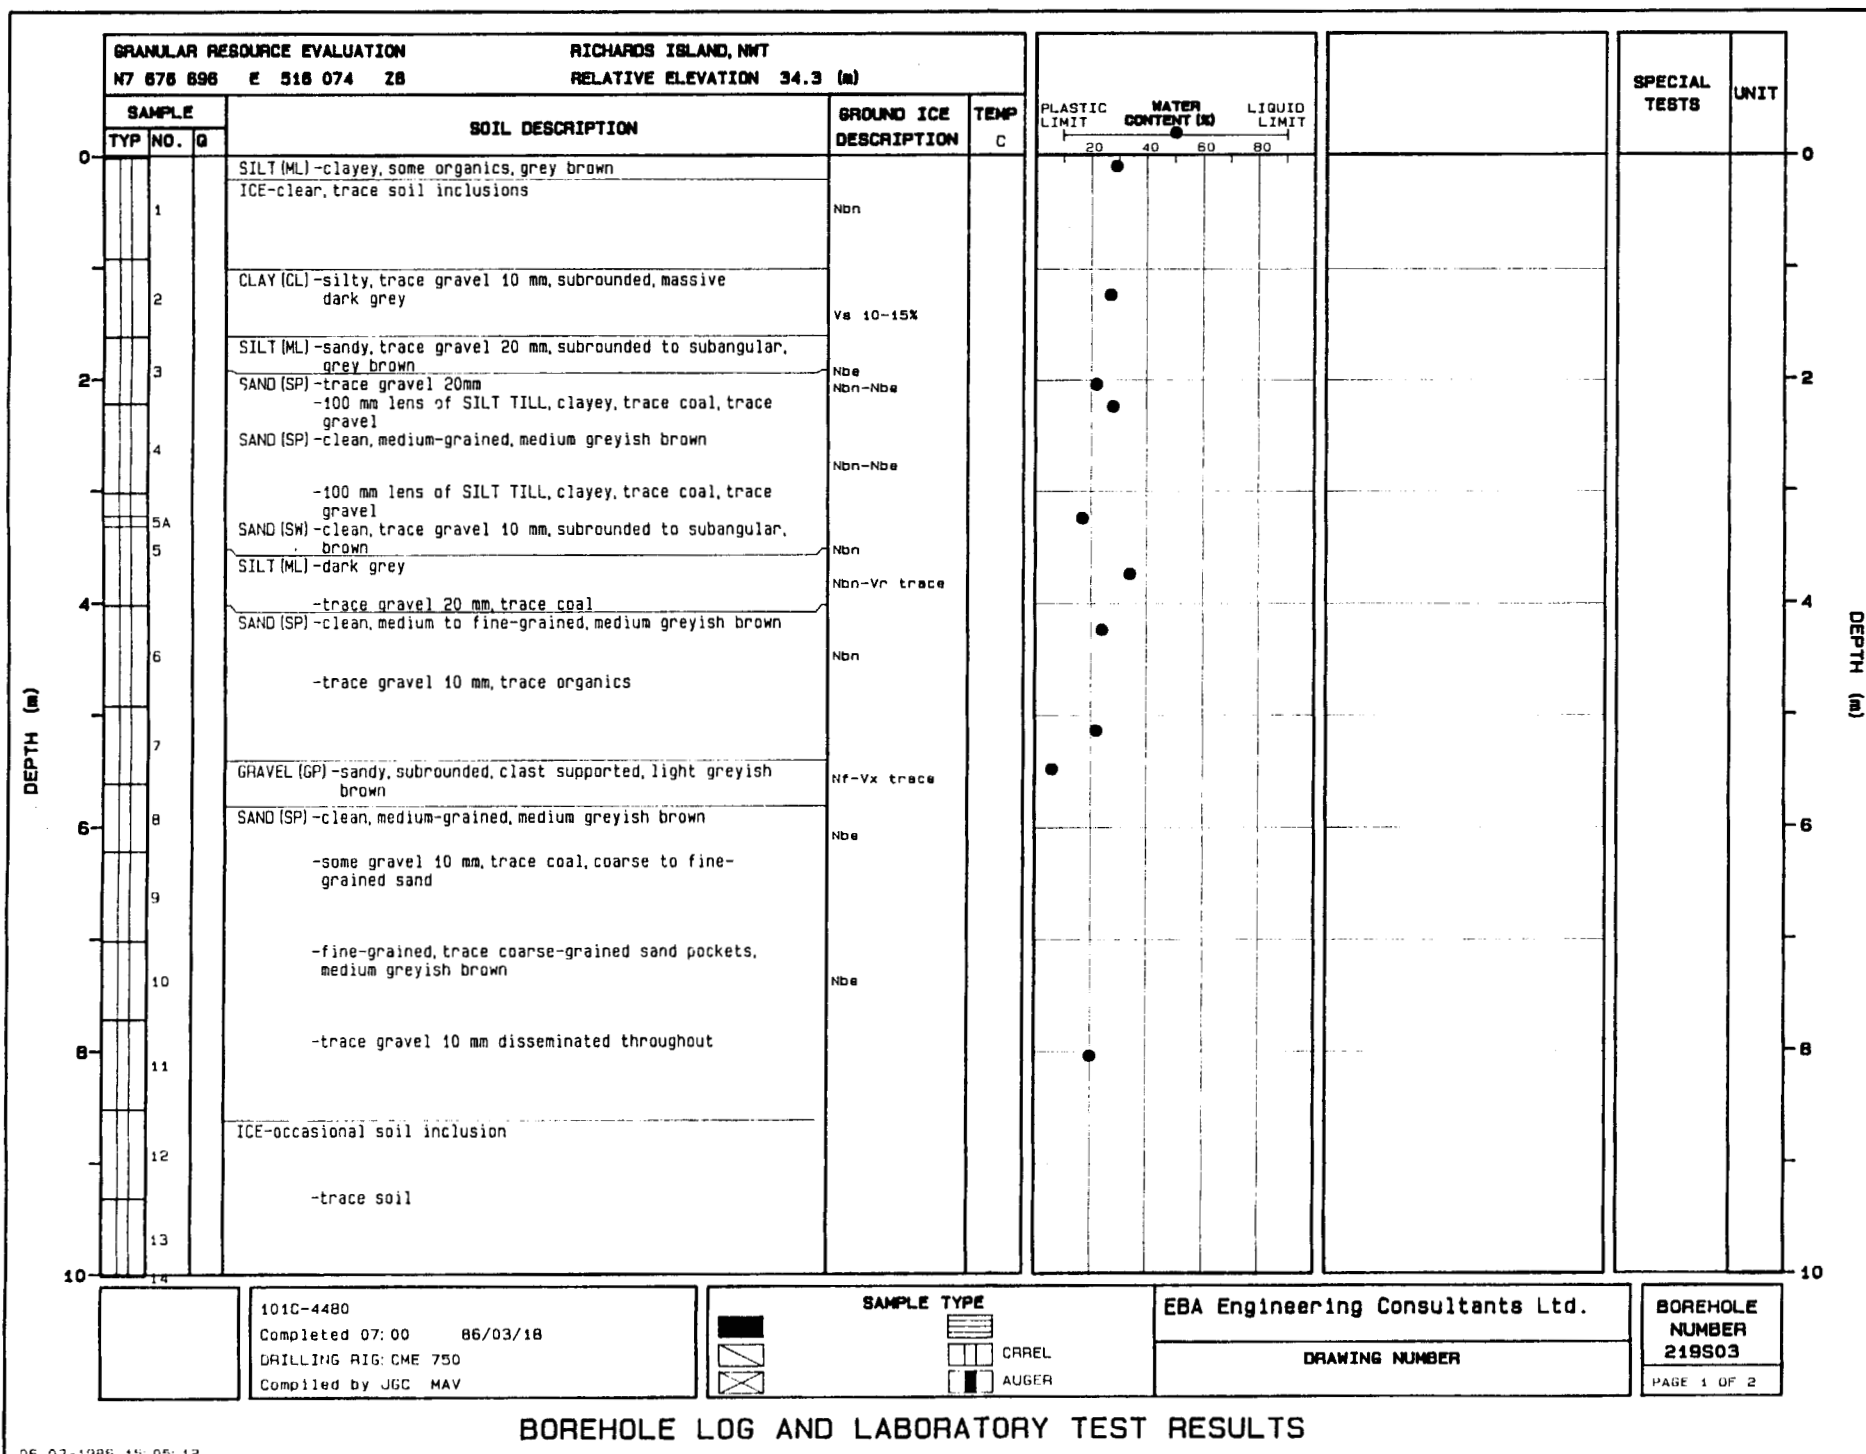 GRANULAR RESOURCE EVALUATION RICHARDS ISLAND, NWT
N7 676 696 E 516 074 Z8 RELATIVE ELEVATION 34.3 (m)
SAMPLE
TYP NO. Q
SOIL DESCRIPTION
GROUND ICE
DESCRIPTION
TEMP
C
PLASTIC
LIMIT
WATER
CONTENT (%)
LIQUID
LIMIT
20 40 60 80
SPECIAL
TESTS
UNIT
DEPTH (m)
0
2
4
6
8
10
1
2
3
4
5A
5
6
7
8
9
10
11
12
13
14
SILT (ML) -clayey, some organics, grey brown
ICE-clear, trace soil inclusions
CLAY (CL) -silty, trace gravel 10 mm, subrounded, massive
dark grey
SILT (ML) -sandy, trace gravel 20 mm, subrounded to subangular,
grey brown
SAND (SP) -trace gravel 20mm
-100 mm lens of SILT TILL, clayey, trace coal, trace
gravel
SAND (SP) -clean, medium-grained, medium greyish brown
-100 mm lens of SILT TILL, clayey, trace coal, trace
gravel
SAND (SW) -clean, trace gravel 10 mm, subrounded to subangular,
brown
SILT (ML) -dark grey
-trace gravel 20 mm, trace coal
SAND (SP) -clean, medium to fine-grained, medium greyish brown
-trace gravel 10 mm, trace organics
GRAVEL (GP) -sandy, subrounded, clast supported, light greyish
brown
SAND (SP) -clean, medium-grained, medium greyish brown
-some gravel 10 mm, trace coal, coarse to fine-
grained sand
-fine-grained, trace coarse-grained sand pockets,
medium greyish brown
-trace gravel 10 mm disseminated throughout
ICE-occasional soil inclusion
-trace soil
Nbn
Vs 10-15%
Nbe
Nbn-Nbe
Nbn-Nbe
Nbn
Nbn-Vr trace
Nbn
Nf-Vx trace
Nbe
Nbe
0
2
4
6
8
10
DEPTH (m)
101C-4480
Completed 07:00 86/03/18
DRILLING RIG: CME 750
Compiled by JGC MAV
SAMPLE TYPE
CRREL
AUGER
EBA Engineering Consultants Ltd.
DRAWING NUMBER
BOREHOLE
NUMBER
219S03
PAGE 1 OF 2
BOREHOLE LOG AND LABORATORY TEST RESULTS